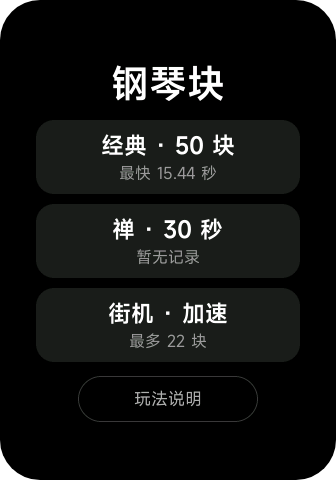 钢琴块
经典 · 50 块
最快 15.44 秒
禅 · 30 秒
暂无记录
街机 · 加速
最多 22 块
玩法说明